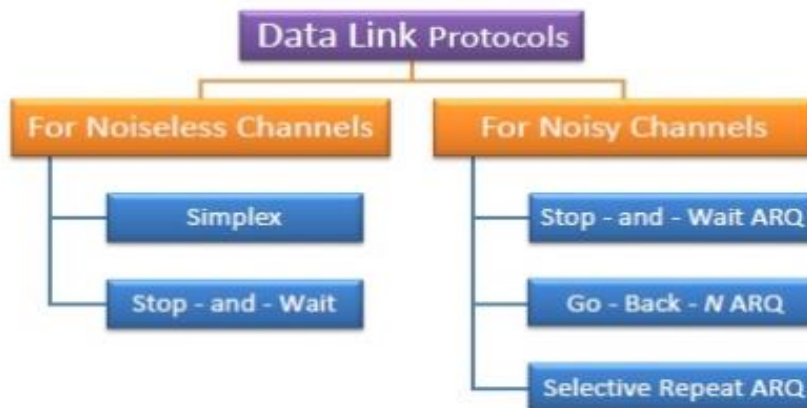 Data Link Protocols
For Noiseless Channels
Simplex
Stop - and - Wait
For Noisy Channels
Stop - and - Wait ARQ
Go - Back - N ARQ
Selective Repeat ARQ